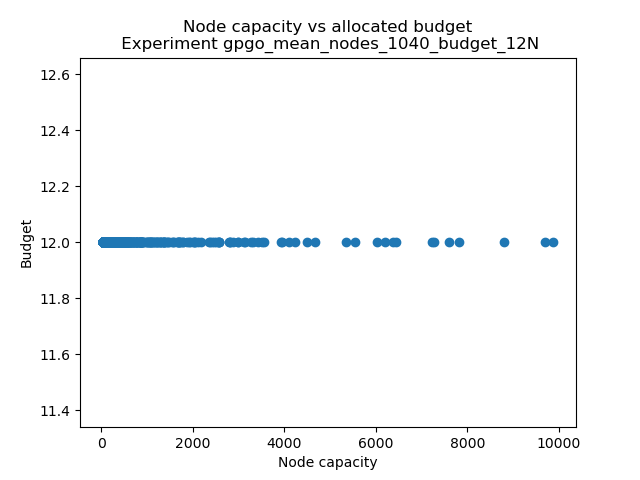 Node capacity vs allocated budget
Experiment gpgo_mean_nodes_1040_budget_12N
12.6
12.4
12.2
12.0
11.8
11.6
11.4
Budget
0 2000 4000 6000 8000 10000
Node capacity